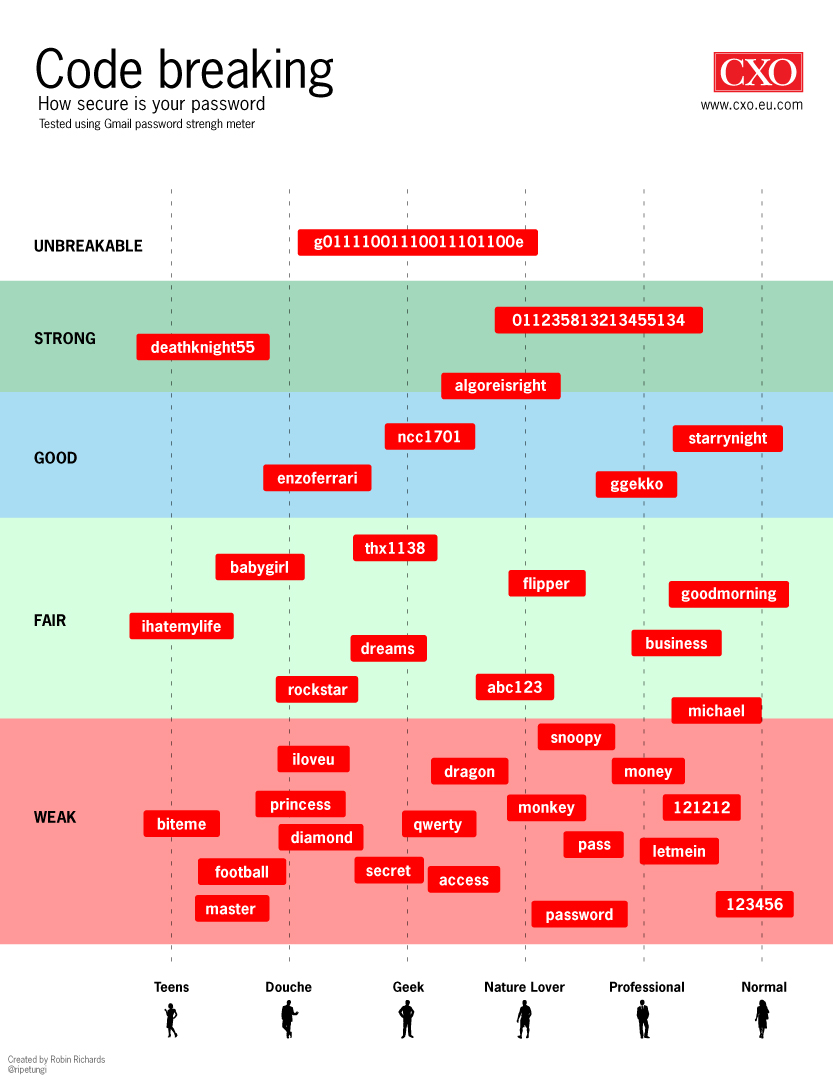 Code breaking
How secure is your password
Tested using Gmail password strengh meter
CXO
www.cxo.eu.com
UNBREAKABLE
g01111001110011101100e
STRONG
011235813213455134
deathknight55
algoreisright
GOOD
ncc1701
starrynight
enzoferrari
ggekko
FAIR
thx1138
babygirl
flipper
goodmorning
ihatemylife
business
dreams
rockstar
abc123
michael
WEAK
snoopy
iloveu
dragon
money
princess
monkey
121212
biteme
qwerty
diamond
pass
letmein
football
secret
access
master
password
123456
Teens
Douche
Geek
Nature Lover
Professional
Normal
Created by Robin Richards
@ripetungi